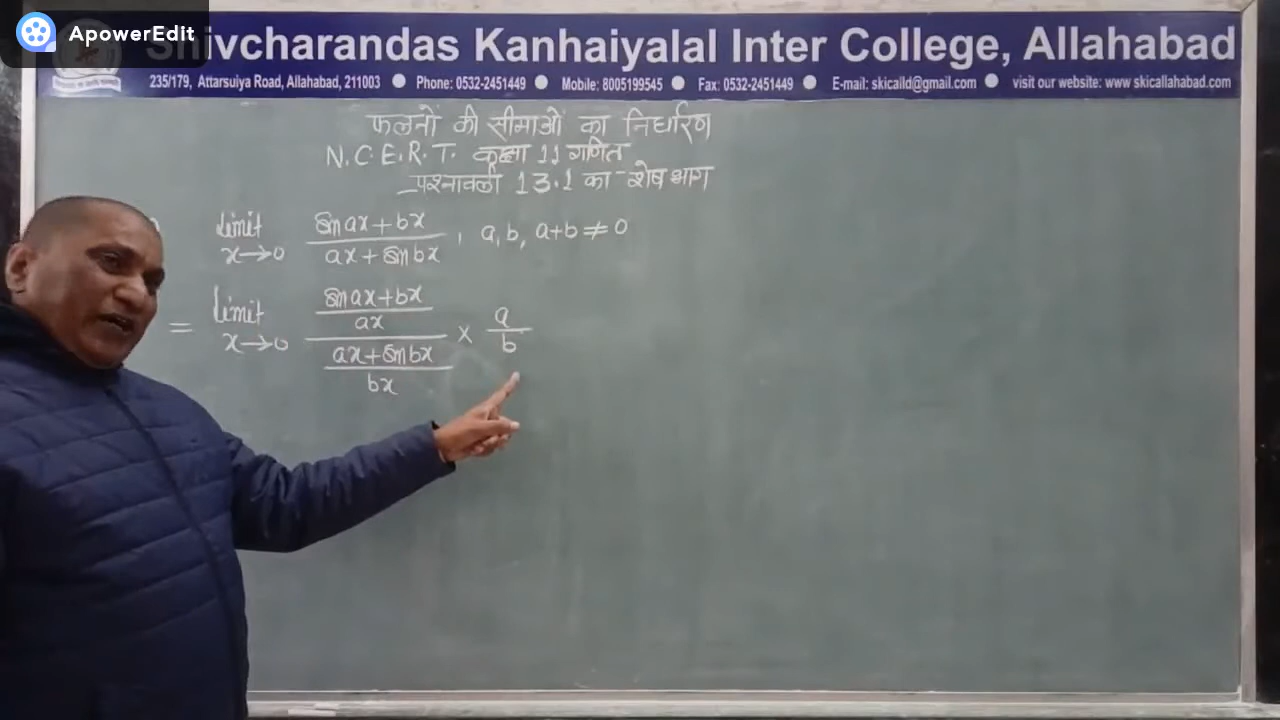 ApowerEdit
Shivcharandas Kanhaiyalal Inter College, Allahabad
235/179, Attarsuiya Road, Allahabad, 211003 ● Phone: 0532-2451449 ● Mobile: 8005199545 ● Fax: 0532-2451449 ● E-mail: skicalld@gmail.com ● visit our website: www.skicallahabad.com
फलनों की सीमाओं का निर्धारण
N.C.E.R.T. कक्षा 11 गणित
प्रश्नावली 13.1 का शेष भाग
limit x→0 (sin ax + bx)/(ax + sin bx), a, b, a+b ≠ 0
= limit x→0 ((sin ax + bx)/ax)/((ax + sin bx)/bx) × a/b